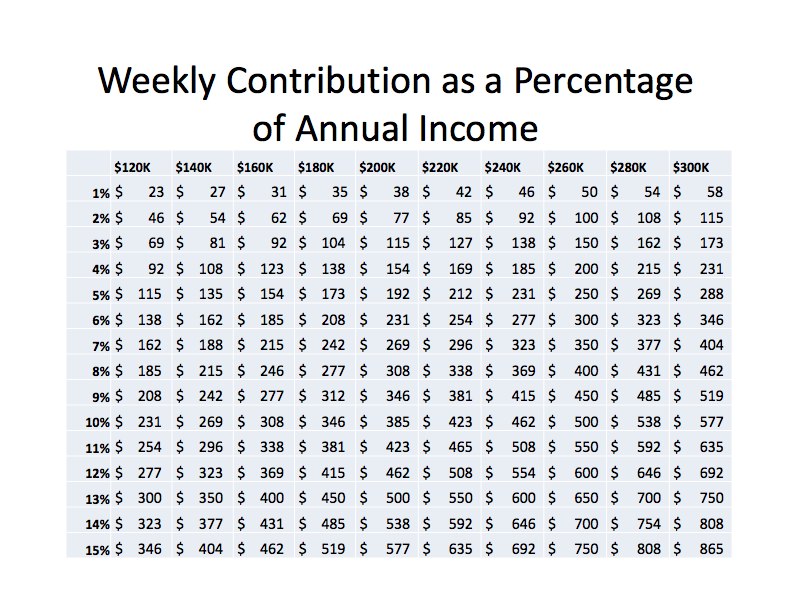 Weekly Contribution as a Percentage
of Annual Income
$120K $140K $160K $180K $200K $220K $240K $260K $280K $300K
1% $ 23 $ 27 $ 31 $ 35 $ 38 $ 42 $ 46 $ 50 $ 54 $ 58
2% $ 46 $ 54 $ 62 $ 69 $ 77 $ 85 $ 92 $ 100 $ 108 $ 115
3% $ 69 $ 81 $ 92 $ 104 $ 115 $ 127 $ 138 $ 150 $ 162 $ 173
4% $ 92 $ 108 $ 123 $ 138 $ 154 $ 169 $ 185 $ 200 $ 215 $ 231
5% $ 115 $ 135 $ 154 $ 173 $ 192 $ 212 $ 231 $ 250 $ 269 $ 288
6% $ 138 $ 162 $ 185 $ 208 $ 231 $ 254 $ 277 $ 300 $ 323 $ 346
7% $ 162 $ 188 $ 215 $ 242 $ 269 $ 296 $ 323 $ 350 $ 377 $ 404
8% $ 185 $ 215 $ 246 $ 277 $ 308 $ 338 $ 369 $ 400 $ 431 $ 462
9% $ 208 $ 242 $ 277 $ 312 $ 346 $ 381 $ 415 $ 450 $ 485 $ 519
10% $ 231 $ 269 $ 308 $ 346 $ 385 $ 423 $ 462 $ 500 $ 538 $ 577
11% $ 254 $ 296 $ 338 $ 381 $ 423 $ 465 $ 508 $ 550 $ 592 $ 635
12% $ 277 $ 323 $ 369 $ 415 $ 462 $ 508 $ 554 $ 600 $ 646 $ 692
13% $ 300 $ 350 $ 400 $ 450 $ 500 $ 550 $ 600 $ 650 $ 700 $ 750
14% $ 323 $ 377 $ 431 $ 485 $ 538 $ 592 $ 646 $ 700 $ 754 $ 808
15% $ 346 $ 404 $ 462 $ 519 $ 577 $ 635 $ 692 $ 750 $ 808 $ 865